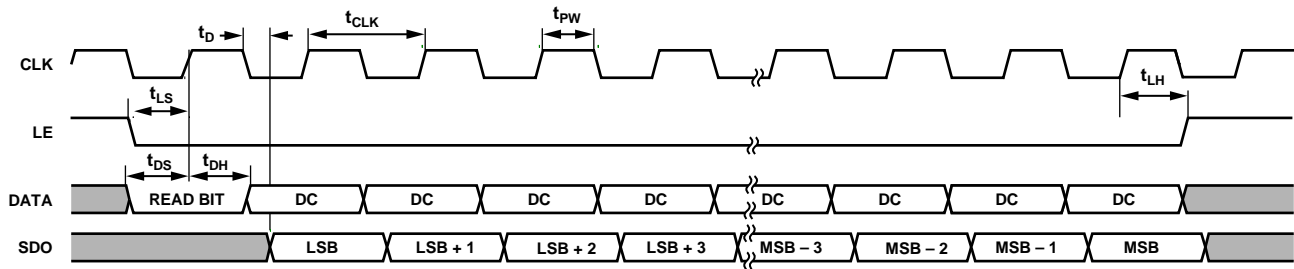 tD
tCLK
tPW
CLK
tLS
tLH
LE
tDS
tDH
DATA
READ BIT
DC
DC
DC
DC
DC
DC
DC
DC
SDO
LSB
LSB + 1
LSB + 2
LSB + 3
MSB – 3
MSB – 2
MSB – 1
MSB